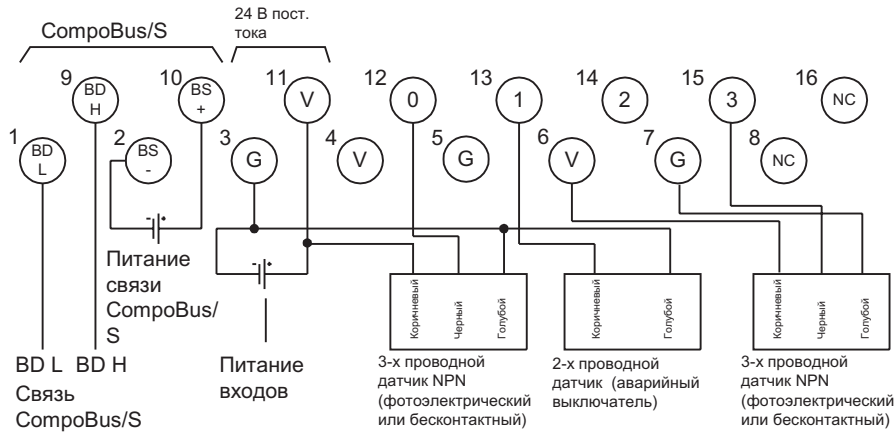 CompoBus/S
24 В пост.
тока
9
BD
H
10
BS
+
11
V
12
0
13
1
14
2
15
3
16
NC
1
BD
L
2
BS
-
3
G
4
V
5
G
6
V
7
G
8
NC
- +
- +
Питание
связи
CompoBus/
S
Коричневый
Черный
Голубой
Коричневый
Голубой
Коричневый
Черный
Голубой
BD L BD H
Связь
CompoBus/S
Питание
входов
3-х проводной
датчик NPN
(фотоэлектрический
или бесконтактный)
2-х проводной
датчик (аварийный
выключатель)
3-х проводной
датчик NPN
(фотоэлектрический
или бесконтактный)